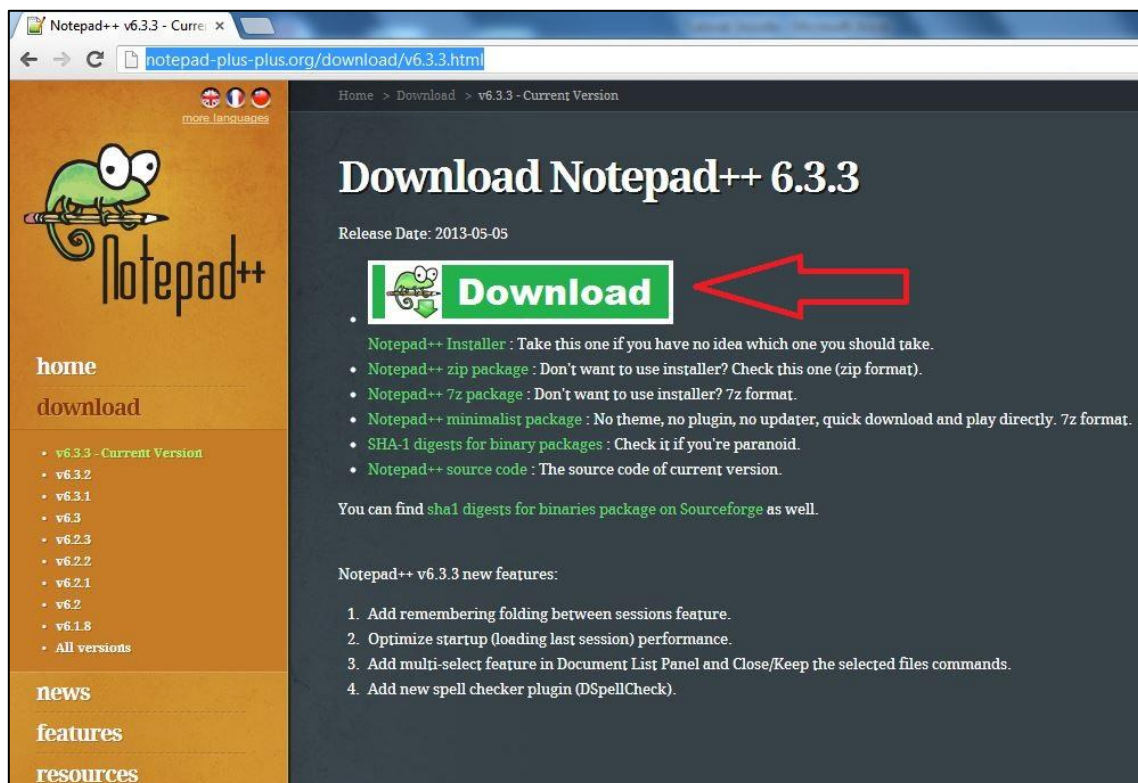 Notepad++ v6.3.3 - Curre
notepad-plus-plus.org/download/v6.3.3.html
more languages
Notepad++
home
download
• v6.3.3 - Current Version
• v6.3.2
• v6.3.1
• v6.3
• v6.2.3
• v6.2.2
• v6.2.1
• v6.2
• v6.1.8
• All versions
news
features
resources
Home > Download > v6.3.3 - Current Version
Download Notepad++ 6.3.3
Release Date: 2013-05-05
Download
Notepad++ Installer : Take this one if you have no idea which one you should take.
• Notepad++ zip package : Don't want to use installer? Check this one (zip format).
• Notepad++ 7z package : Don't want to use installer? 7z format.
• Notepad++ minimalist package : No theme, no plugin, no updater, quick download and play directly. 7z format.
• SHA-1 digests for binary packages : Check it if you're paranoid.
• Notepad++ source code : The source code of current version.
You can find sha1 digests for binaries package on Sourceforge as well.
Notepad++ v6.3.3 new features:
1. Add remembering folding between sessions feature.
2. Optimize startup (loading last session) performance.
3. Add multi-select feature in Document List Panel and Close/Keep the selected files commands.
4. Add new spell checker plugin (DSpellCheck).